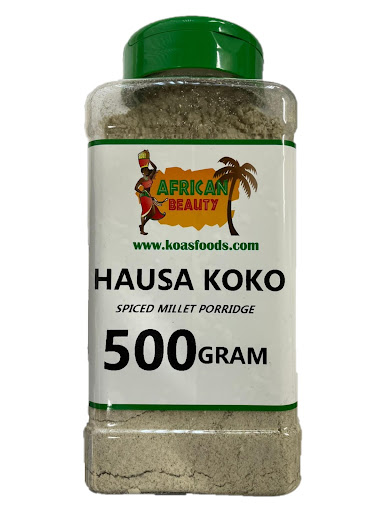 AFRICAN
BEAUTY
www.koasfoods.com
HAUSA KOKO
SPICED MILLET PORRIDGE
500GRAM